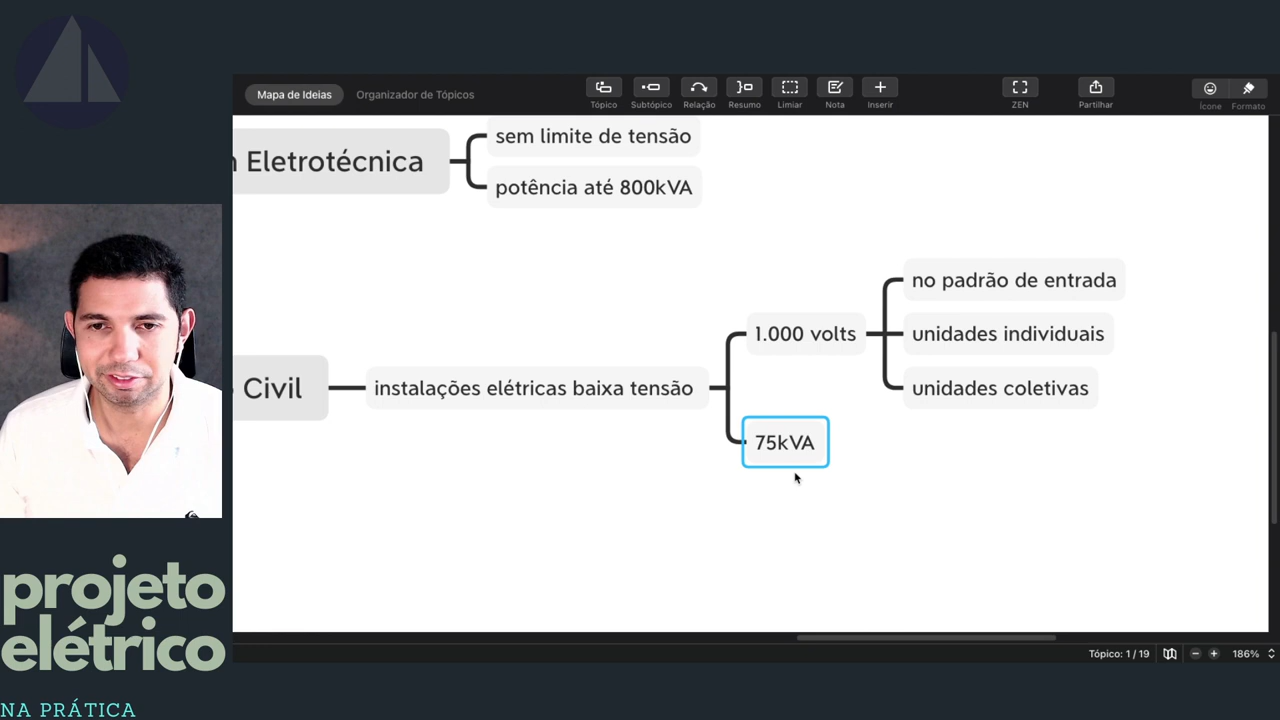 Mapa de Ideias
Organizador de Tópicos
Tópico
Subtópico
Relação
Resumo
Limiar
Nota
Inserir
ZEN
Partilhar
Ícone
Formato
Eletrotécnica
sem limite de tensão
potência até 800kVA
Civil
instalações elétricas baixa tensão
1.000 volts
75kVA
no padrão de entrada
unidades individuais
unidades coletivas
projeto
elétrico
NA PRÁTICA
Tópico: 1 / 19
186%